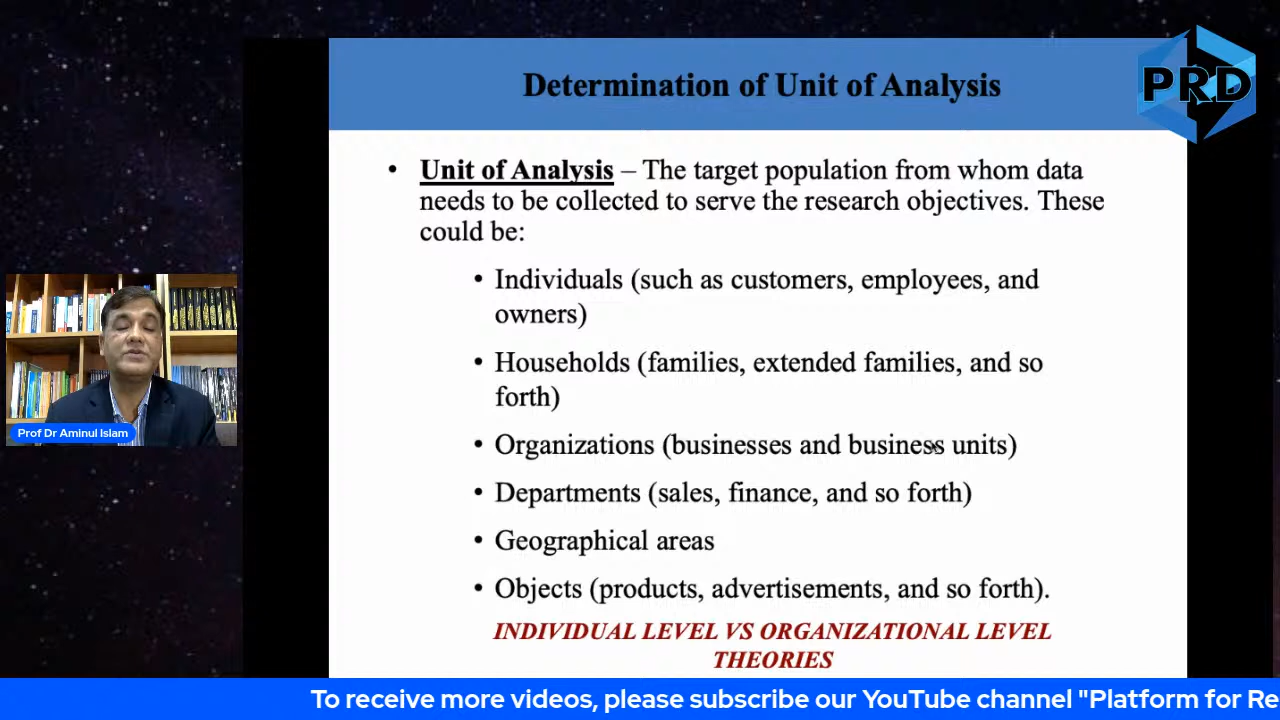 Determination of Unit of Analysis
PRD
• Unit of Analysis – The target population from whom data
needs to be collected to serve the research objectives. These
could be:
• Individuals (such as customers, employees, and
owners)
• Households (families, extended families, and so
forth)
• Organizations (businesses and business units)
• Departments (sales, finance, and so forth)
• Geographical areas
• Objects (products, advertisements, and so forth).
INDIVIDUAL LEVEL VS ORGANIZATIONAL LEVEL
THEORIES
Prof Dr Aminul Islam
To receive more videos, please subscribe our YouTube channel "Platform for Re